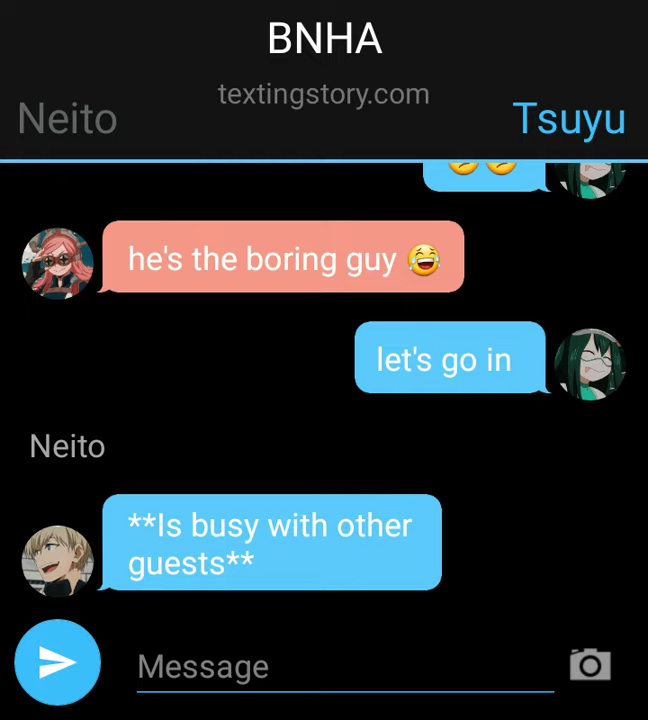 BNHA
textingstory.com
Neito
Tsuyu
he's the boring guy 😂
let's go in
Neito
**Is busy with other
guests**
Message